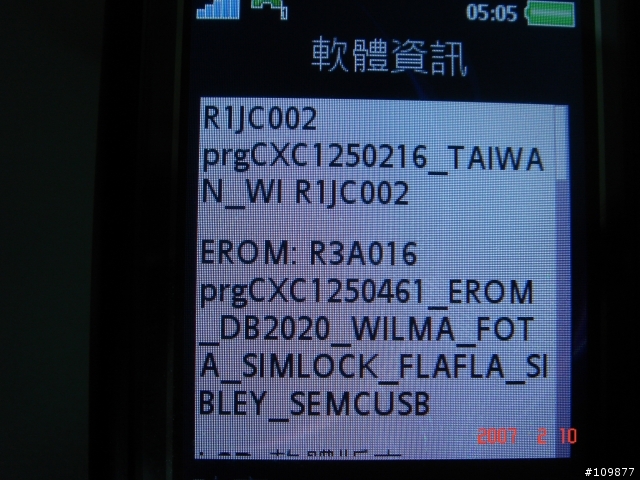 05:05
軟體資訊
R1JC002
prgCXC1250216_TAIWA
N_WI R1JC002
EROM: R3A016
prgCXC1250461_EROM
_DB2020_WILMA_FOT
A_SIMLOCK_FLAFLA_SI
BLEY_SEMCUSB
2007 2 10
#109877